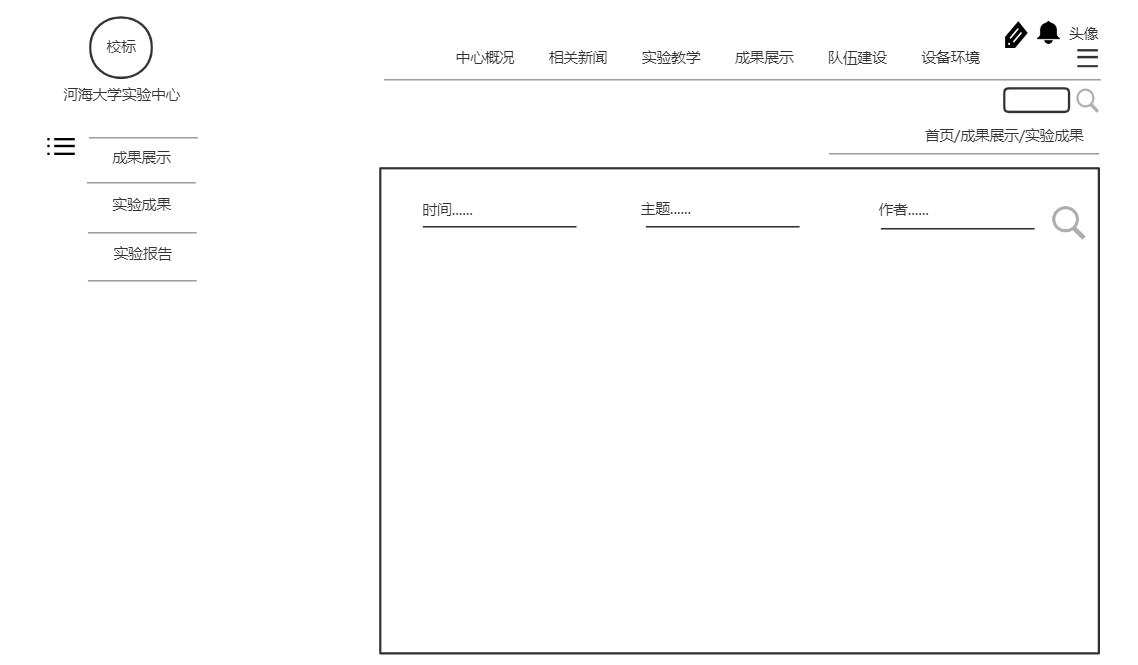 校标
河海大学实验中心
头像
中心概况 相关新闻 实验教学 成果展示 队伍建设 设备环境
首页/成果展示/实验成果
成果展示
实验成果
实验报告
时间...... 主题...... 作者......